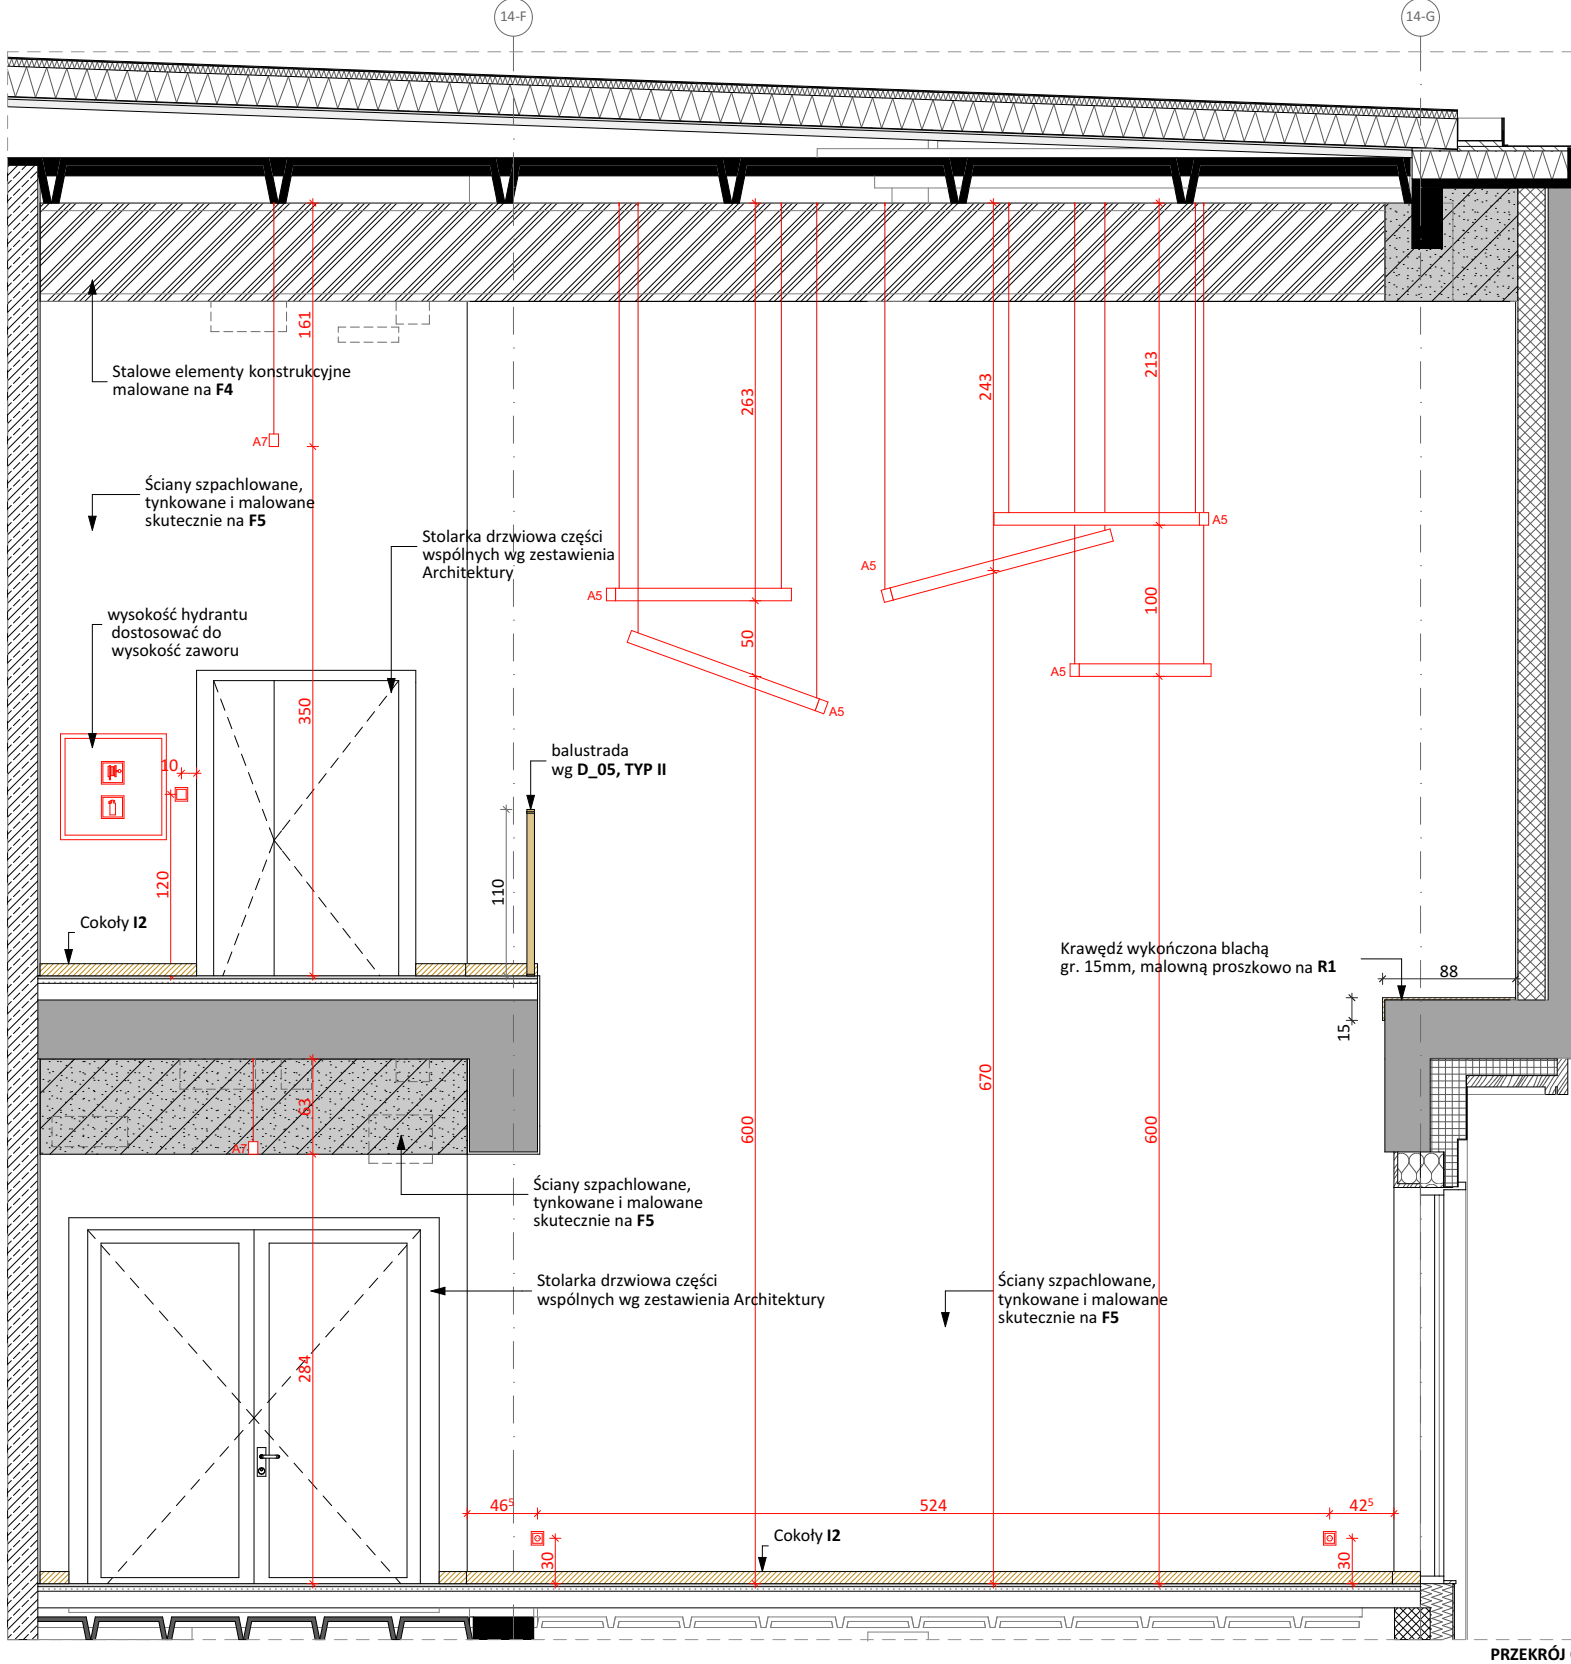 14-F
14-G
161
263
243
213
Stalowe elementy konstrukcyjne
malowane na F4
A7
Ściany szpachlowane,
tynkowane i malowane
skutecznie na F5
Stolarka drzwiowa części
wspólnych wg zestawienia
Architektury
A5
A5
A5
100
wysokość hydrantu
dostosować do
wysokość zaworu
50
A5
350
A5
balustrada
wg D_05, TYP II
10
120
110
Cokoły I2
Krawędź wykończona blachą
gr. 15mm, malowną proszkowo na R1
88
15
670
63
600
600
A7
Ściany szpachlowane,
tynkowane i malowane
skutecznie na F5
Stolarka drzwiowa części
wspólnych wg zestawienia Architektury
Ściany szpachlowane,
tynkowane i malowane
skutecznie na F5
284
46⁵
524
42⁵
Cokoły I2
30
30
PRZEKRÓJ